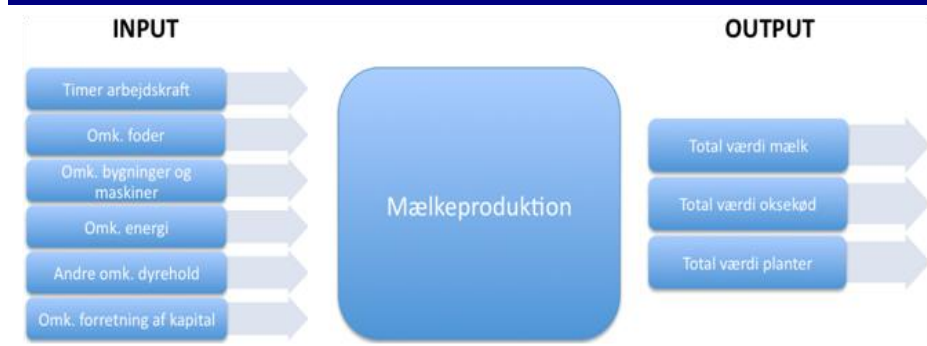 INPUT
OUTPUT
Timer arbejdskraft
Omk. foder
Omk. bygninger og
maskiner
Omk. energi
Andre omk. dyrehold
Omk. forretning af kapital
Mælkeproduktion
Total værdi mælk
Total værdi oksekød
Total værdi planter